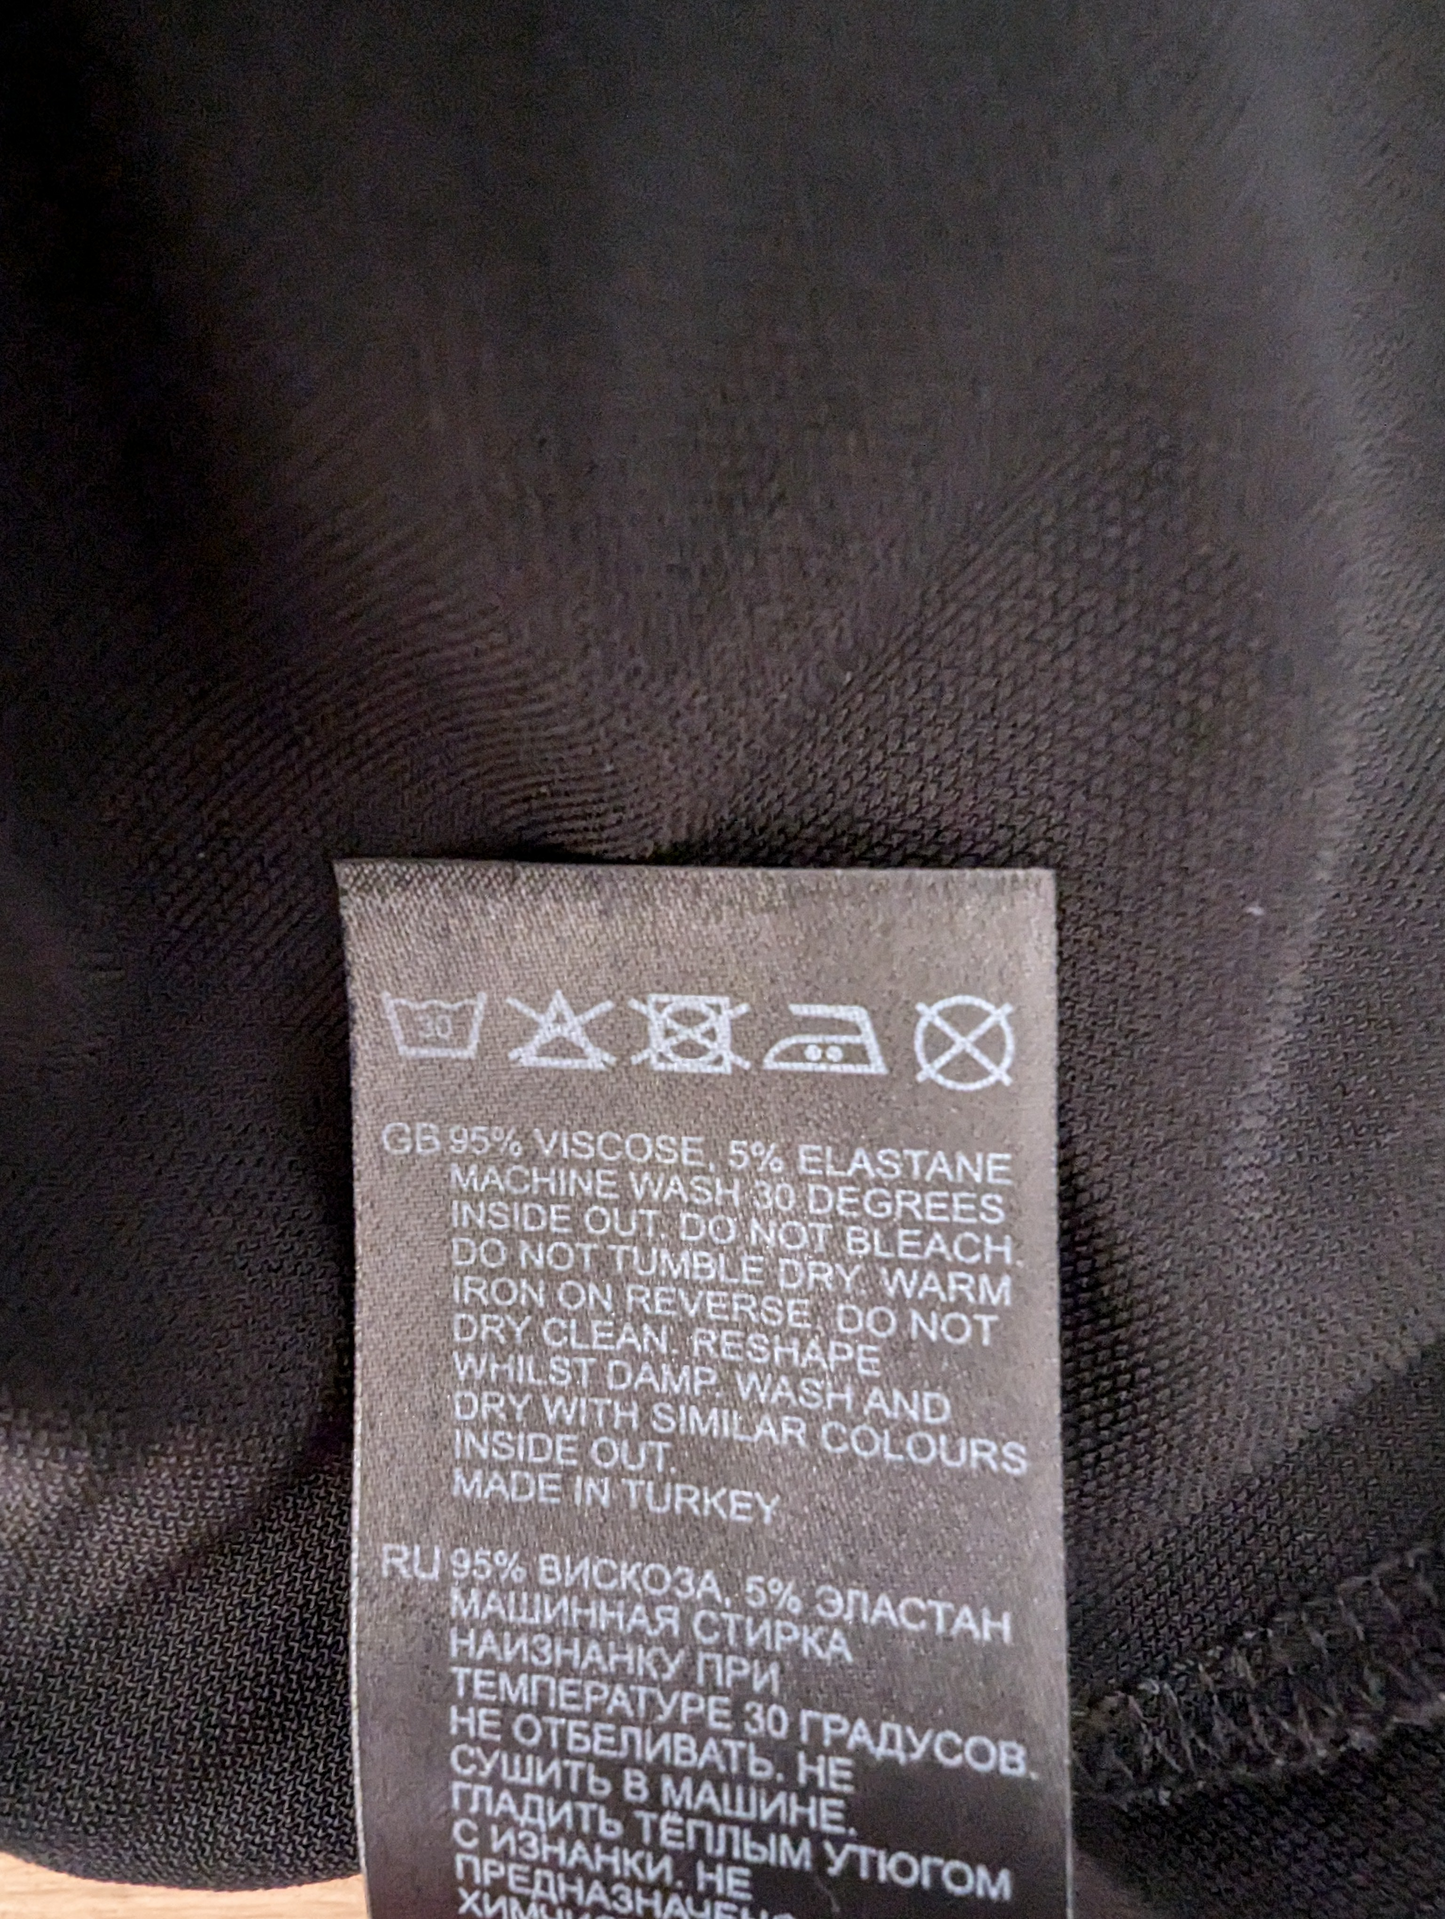 30
GB 95% VISCOSE, 5% ELASTANE
MACHINE WASH 30 DEGREES
INSIDE OUT. DO NOT BLEACH.
DO NOT TUMBLE DRY. WARM
IRON ON REVERSE. DO NOT
DRY CLEAN. RESHAPE
WHILST DAMP. WASH AND
DRY WITH SIMILAR COLOURS
INSIDE OUT.
MADE IN TURKEY
RU 95% ВИСКОЗА, 5% ЭЛАСТАН
МАШИННАЯ СТИРКА
НАИЗНАНКУ ПРИ
ТЕМПЕРАТУРЕ 30 ГРАДУСОВ.
НЕ ОТБЕЛИВАТЬ. НЕ
СУШИТЬ В МАШИНЕ.
ГЛАДИТЬ ТЁПЛЫМ УТЮГОМ
С ИЗНАНКИ. НЕ
ПРЕДНАЗНАЧЕНО